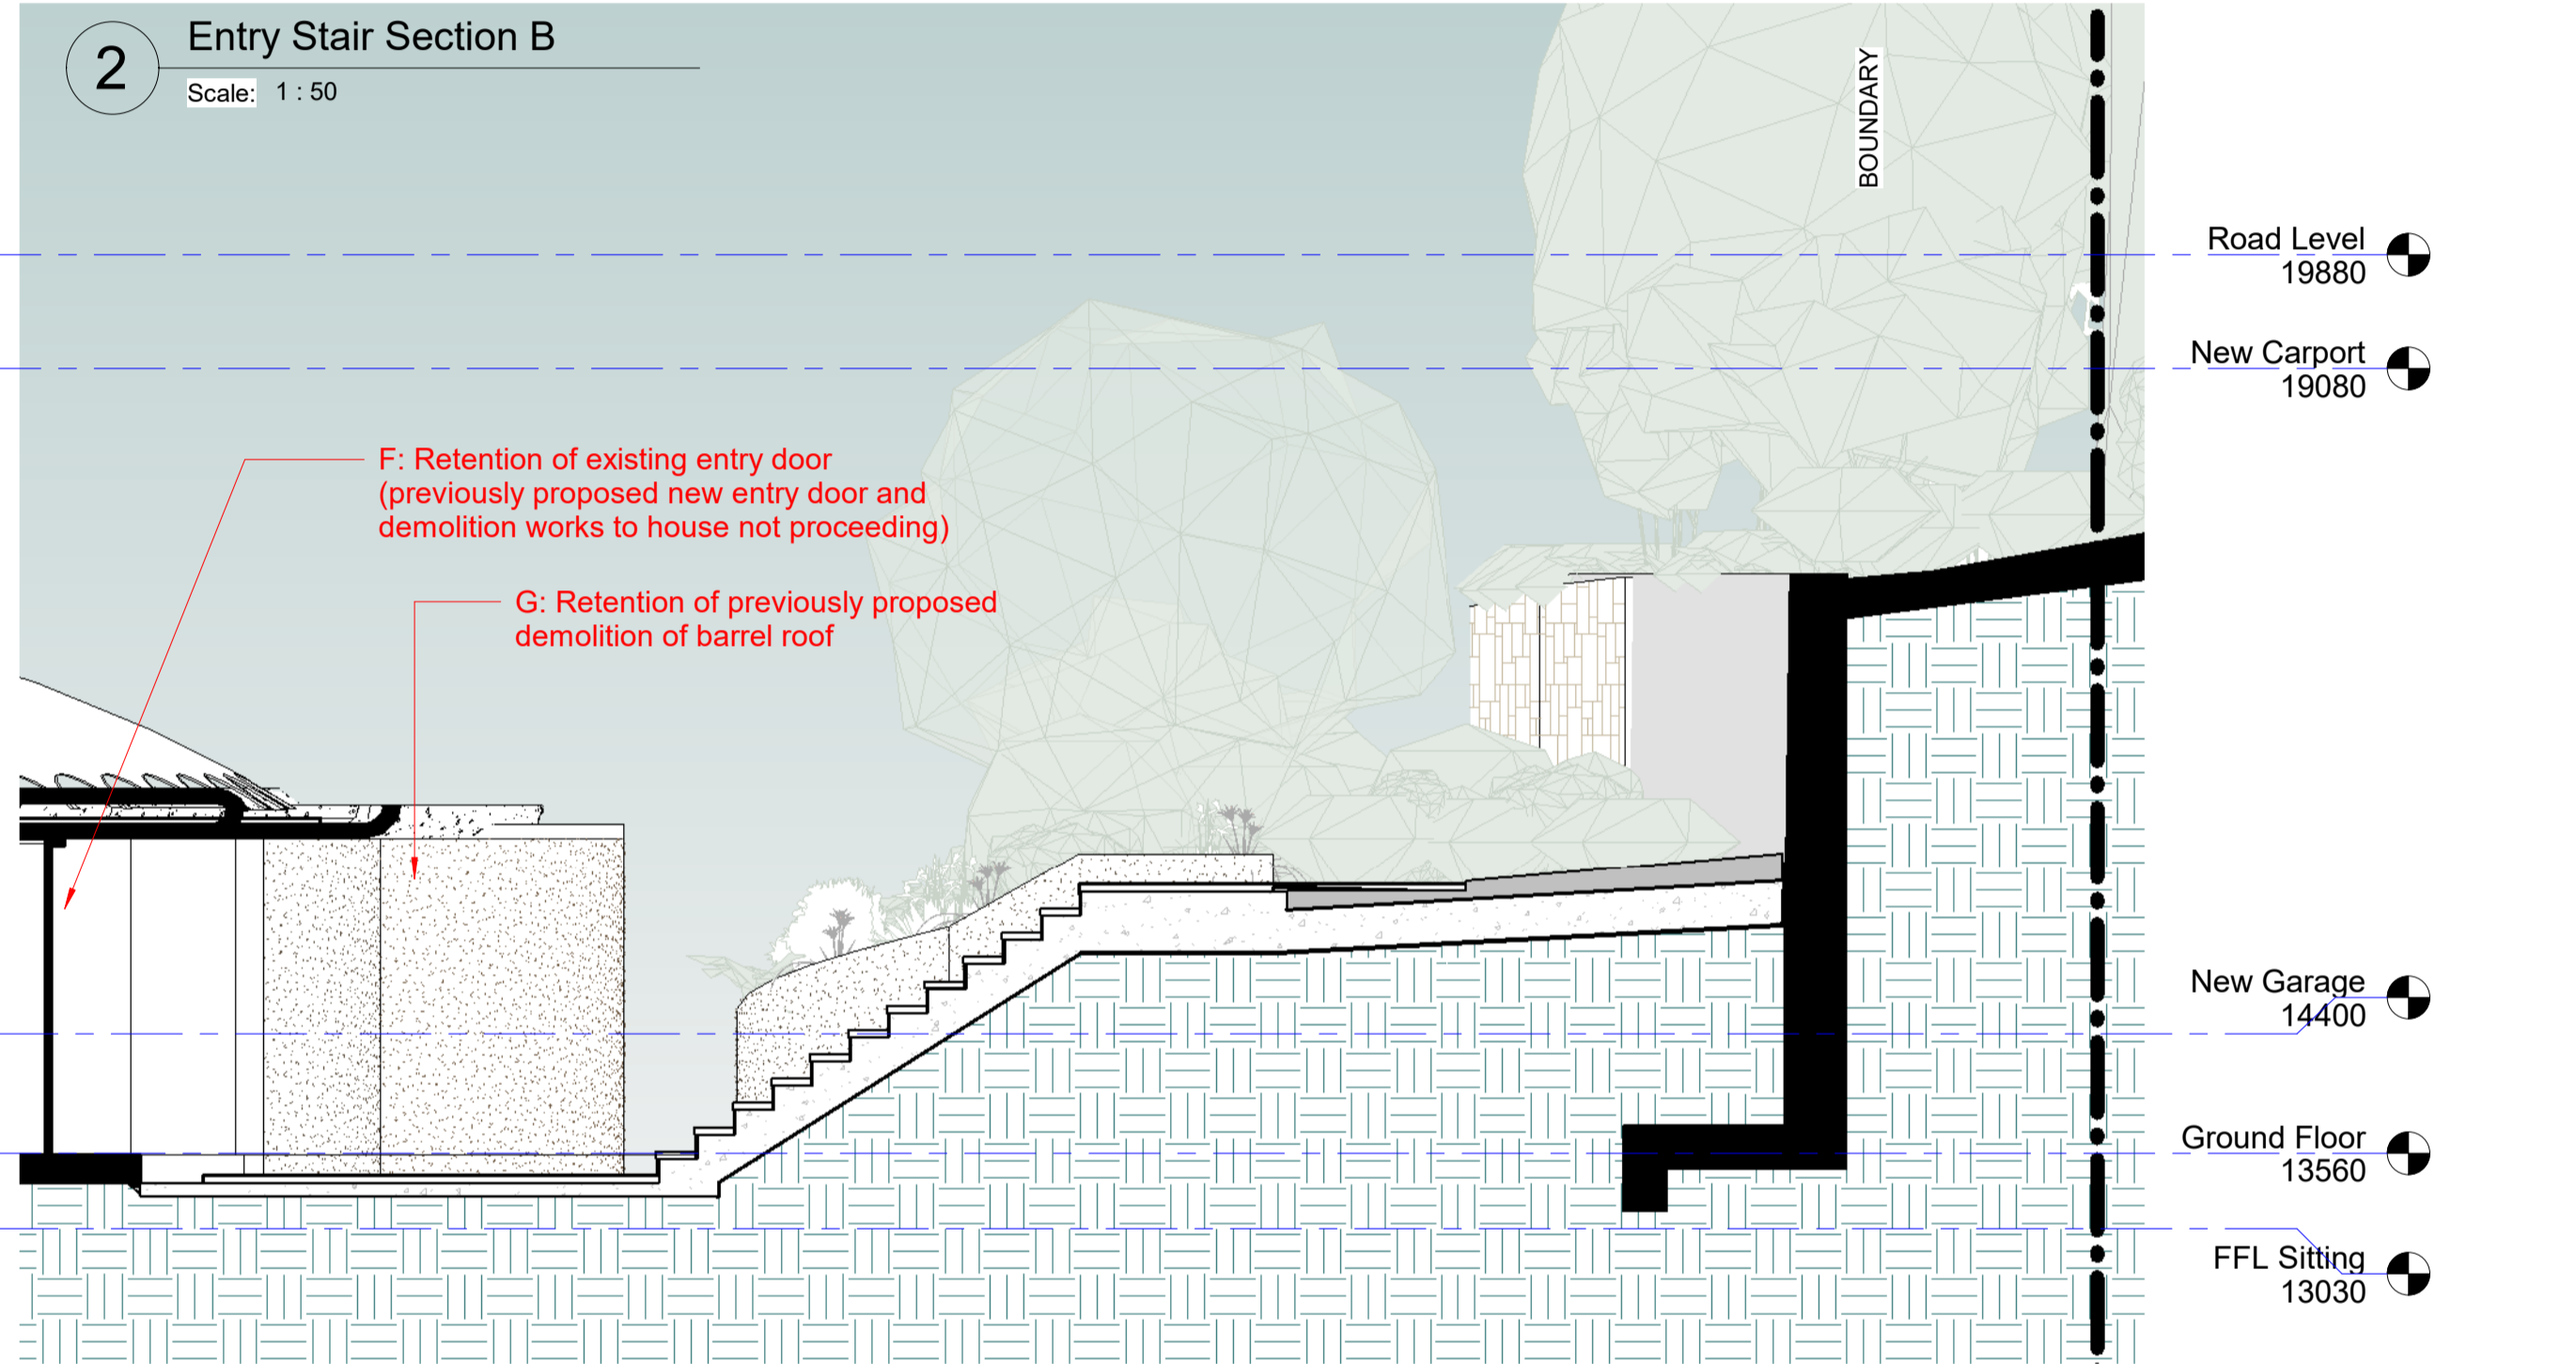 2
Entry Stair Section B
Scale: 1 : 50
BOUNDARY
Road Level
19880
New Carport
19080
F: Retention of existing entry door
(previously proposed new entry door and
demolition works to house not proceeding)
G: Retention of previously proposed
demolition of barrel roof
New Garage
14400
Ground Floor
13560
FFL Sitting
13030